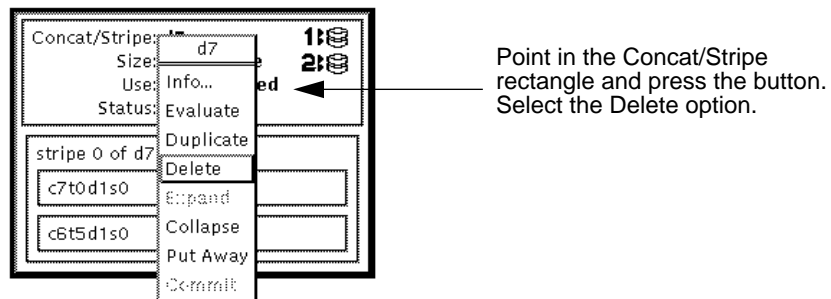 Concat/Stripe:
Size:
Use:
Status:
1:
2:
d7
Info...
Evaluate
Duplicate
Delete
Expand
Collapse
Put Away
Commit
stripe 0 of d7
c7t0d1s0
c6t5d1s0
Point in the Concat/Stripe
rectangle and press the button.
Select the Delete option.